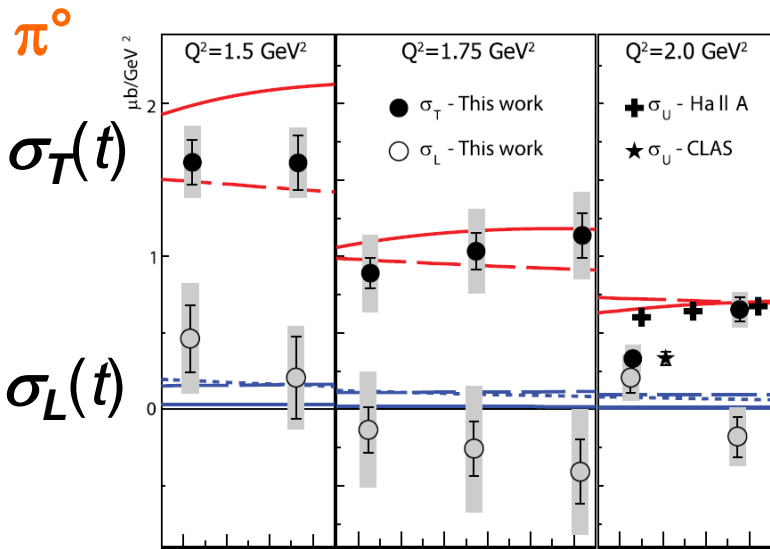 π°
Q²=1.5 GeV²
Q²=1.75 GeV²
Q²=2.0 GeV²
μb/GeV²
2
σ_T - This work
σ_U - Hall A
σ_T(t)
σ_L - This work
σ_U - CLAS
1
σ_L(t)
0